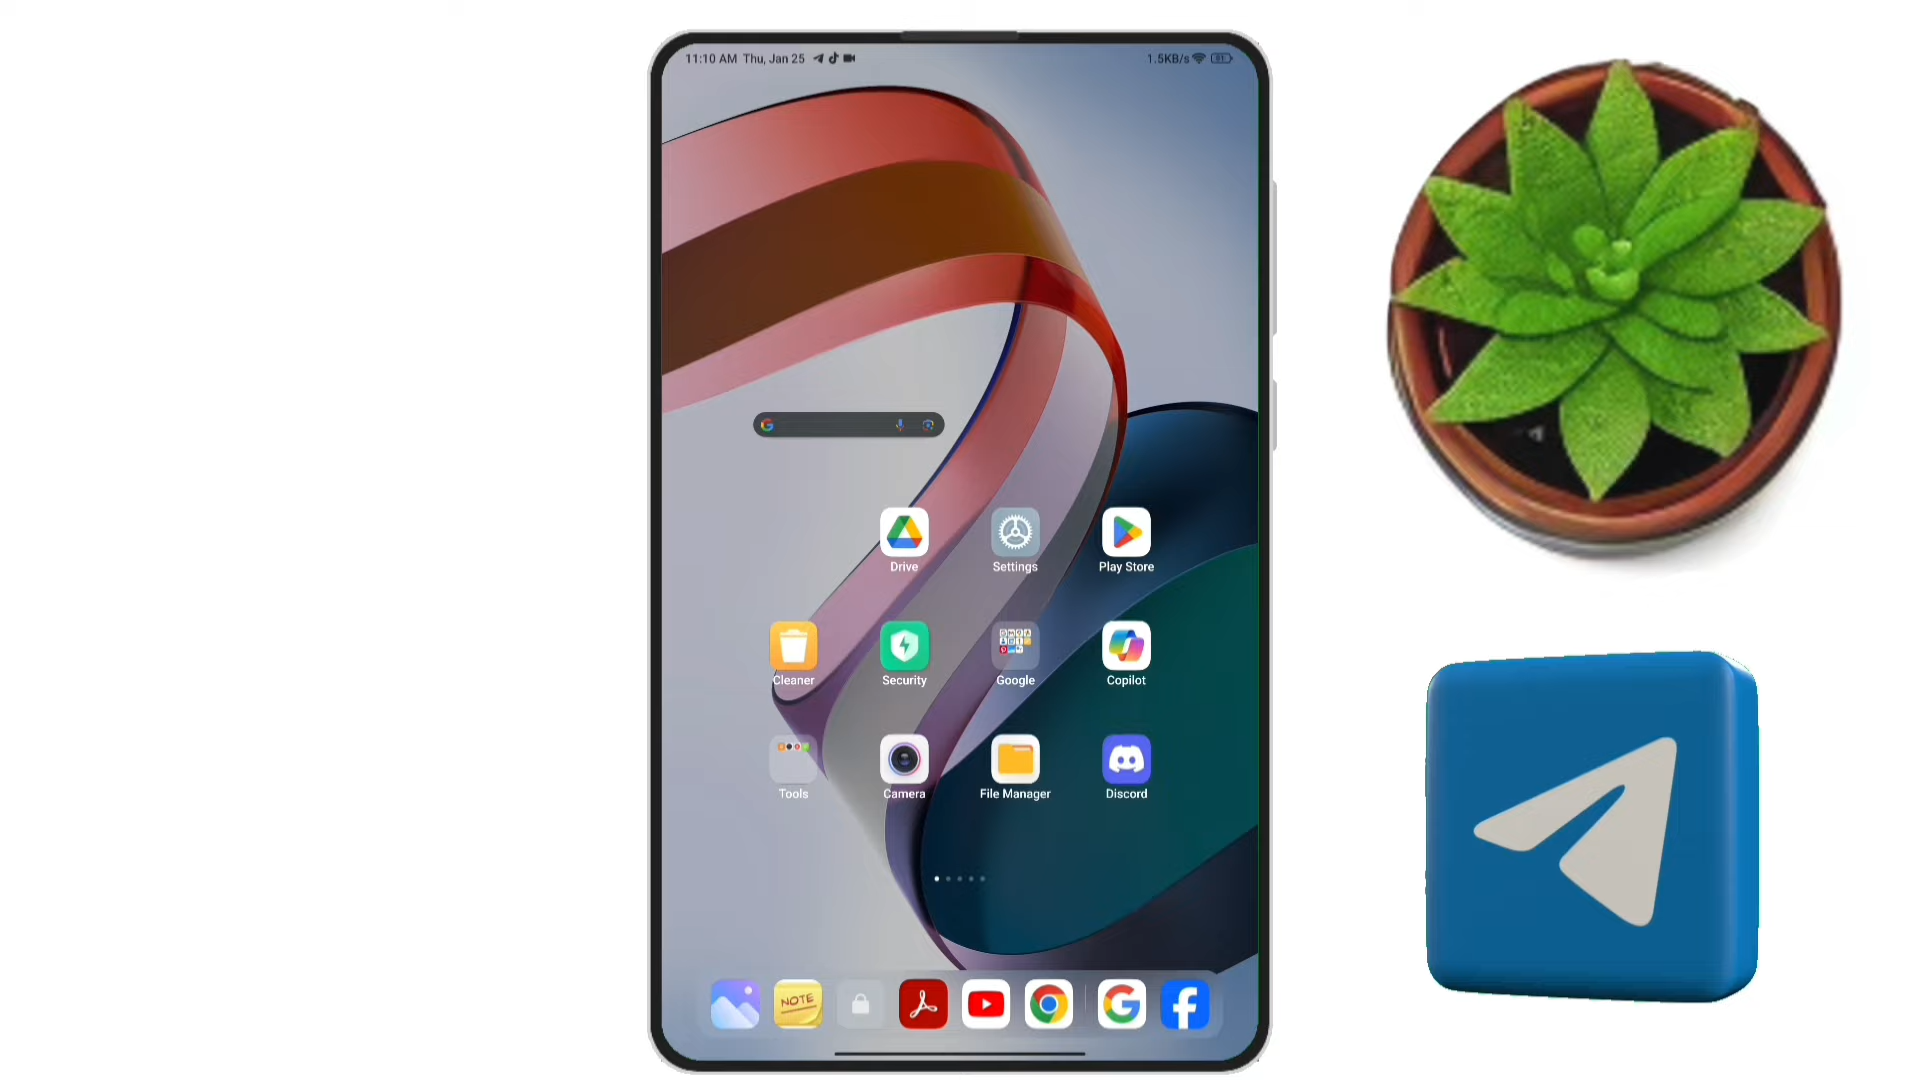 11:10 AM Thu, Jan 25
1.5KB/s
Drive
Settings
Play Store
Cleaner
Security
Google
Copilot
Tools
Camera
File Manager
Discord
NOTE